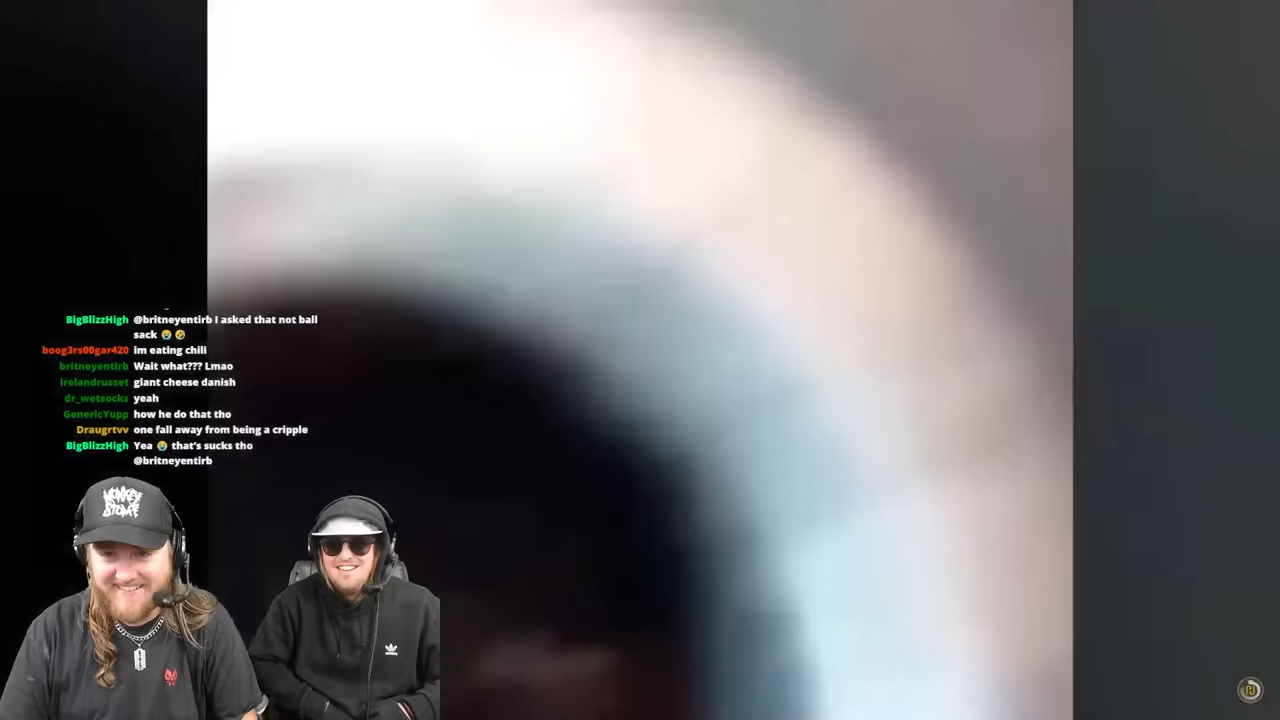 BigBlizzHigh @britneyentirb I asked that not ball
sack 😭 🤣
boog3rs00gar420 im eating chili
britneyentirb Wait what??? Lmao
irelandrusset giant cheese danish
dr_wetsocks yeah
GenericYupp how he do that tho
Draugrtvv one fall away from being a cripple
BigBlizzHigh Yea 😭 that's sucks tho
@britneyentirb
MONKEY
STOMP